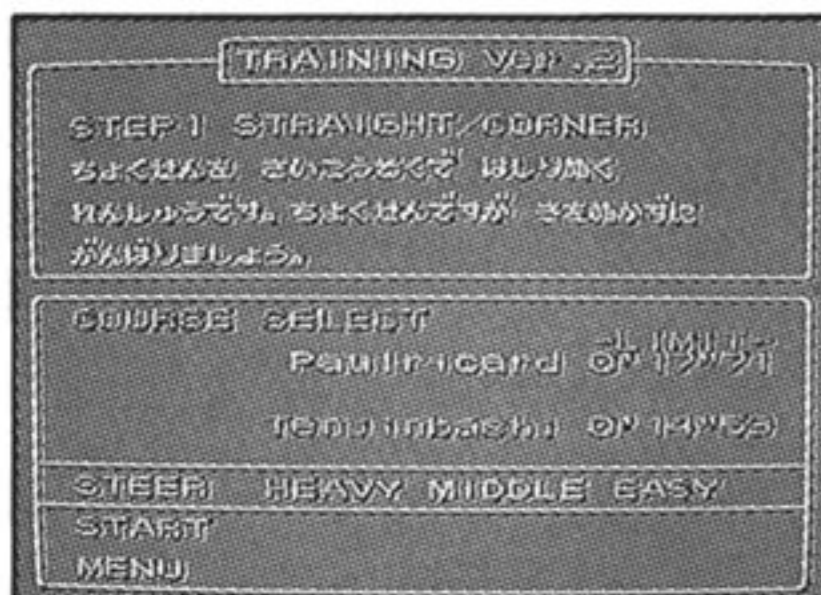 TRAINING Ver.2
STEP1 STRAIGHT/CORNER
ちょくせんを さいこうそくで はしりぬく
れんしゅうです。ちょくせんですが きをぬかずに
がんばりましょう。
COURSE SELECT
-LIMIT-
Paulricard
Tenjinbashi
STEER HEAVY MIDDLE EASY
START
MENU